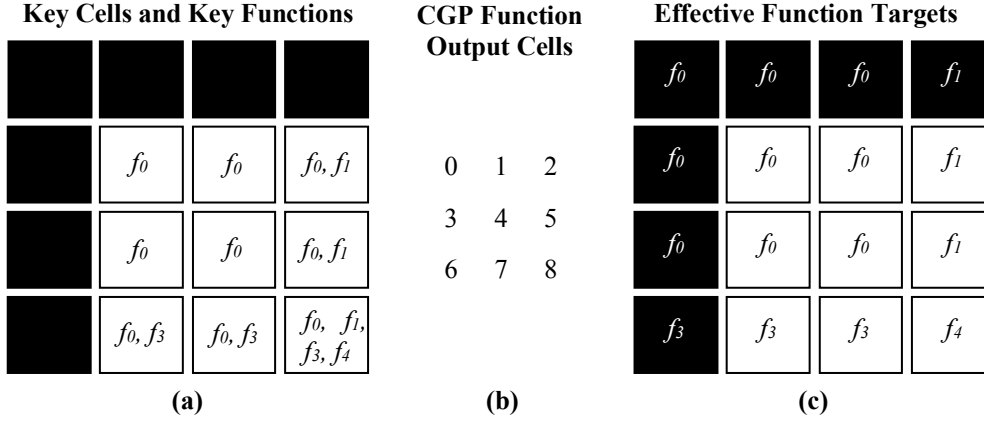 Key Cells and Key Functions
CGP Function
Output Cells
Effective Function Targets
f0 f0 f0, f1
f0 f0 f0, f1
f0, f3 f0, f3 f0, f1,
f3, f4
0 1 2
3 4 5
6 7 8
f0 f0 f0 f1
f0 f0 f0 f1
f0 f0 f0 f1
f3 f3 f3 f4
(a) (b) (c)